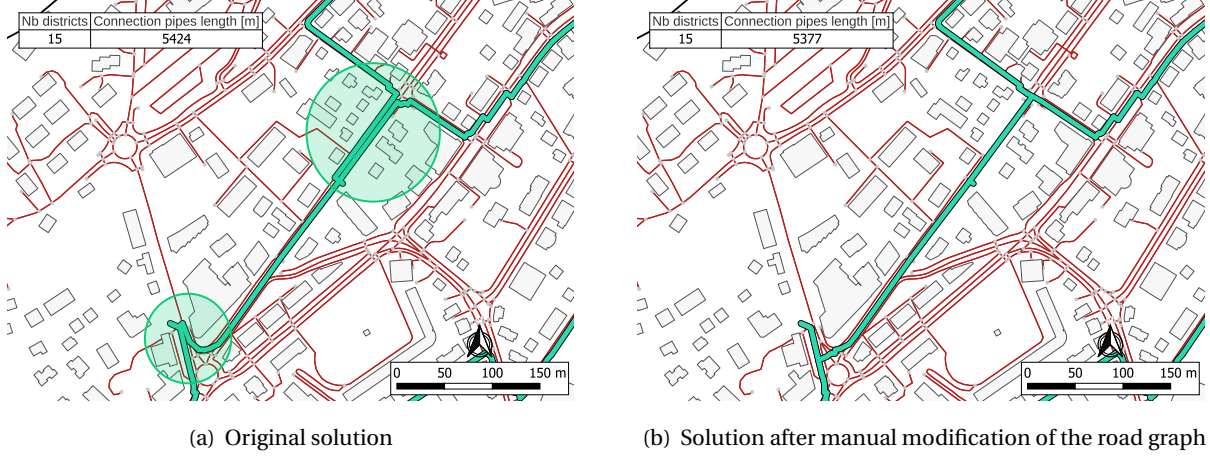 Nb districts Connection pipes length [m]
15 5424
0 50 100 150 m
(a) Original solution
Nb districts Connection pipes length [m]
15 5377
0 50 100 150 m
(b) Solution after manual modification of the road graph